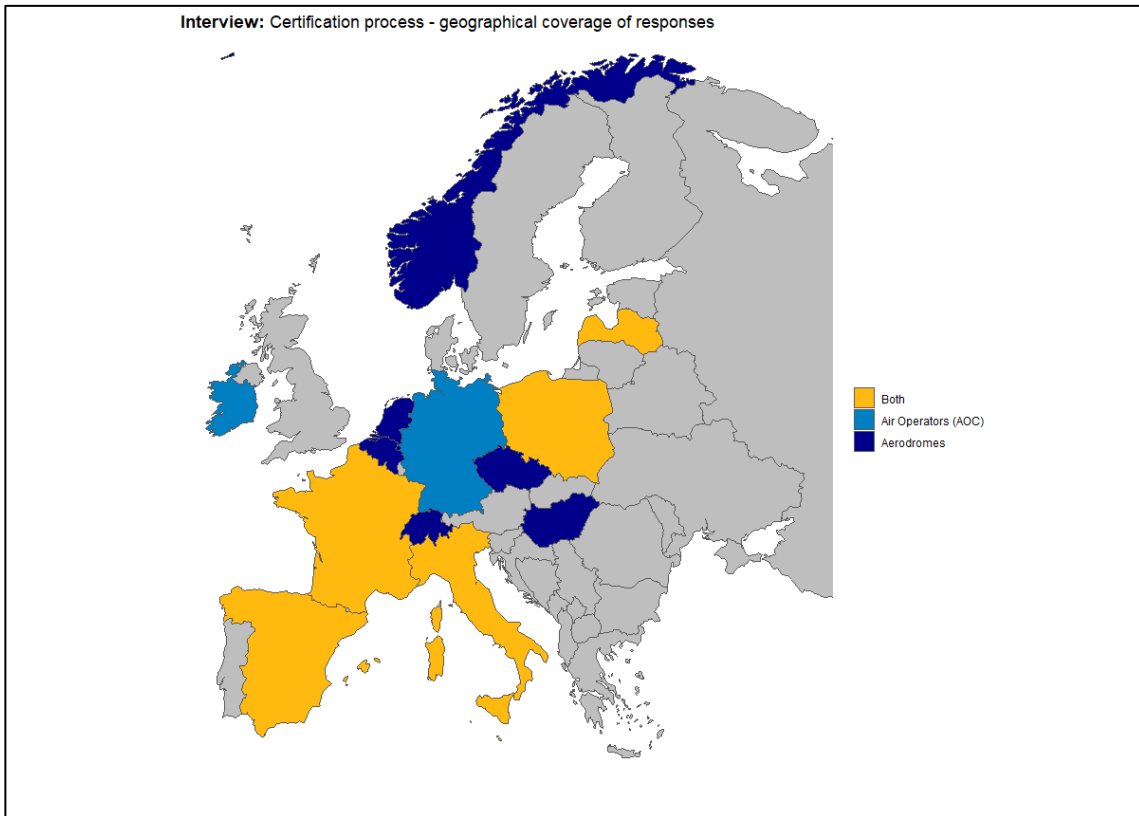 Interview: Certification process - geographical coverage of responses
Both
Air Operators (AOC)
Aerodromes